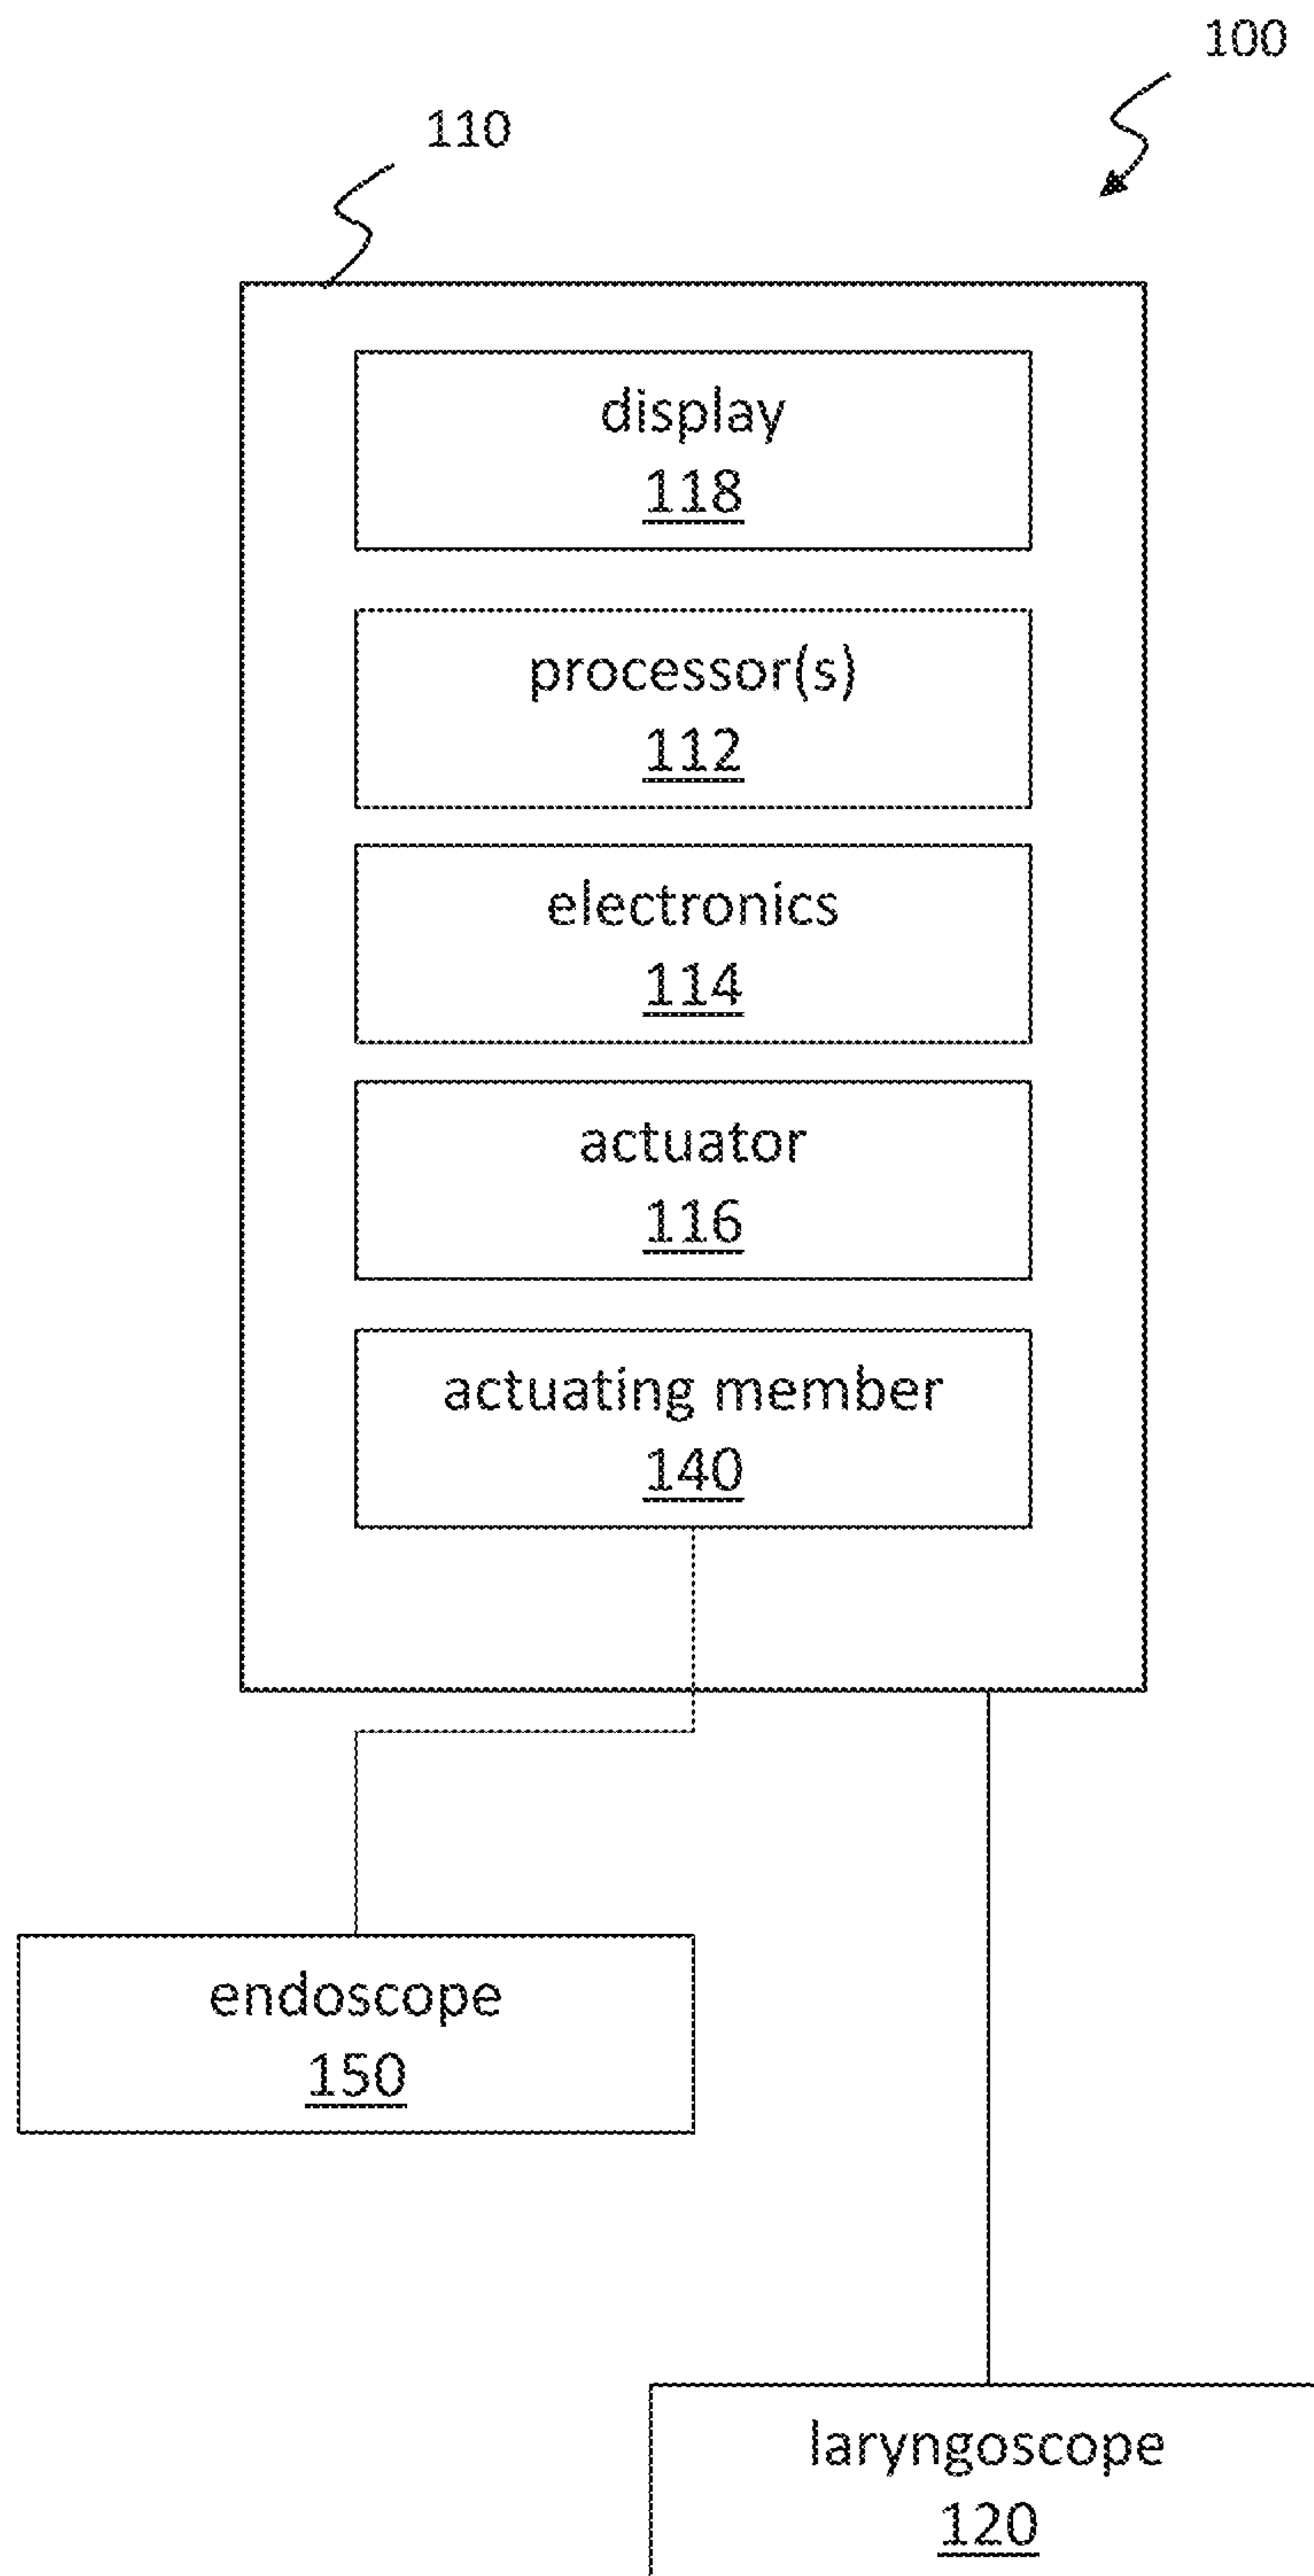 100
110
display
118
processor(s)
112
electronics
114
actuator
116
actuating member
140
endoscope
150
laryngoscope
120